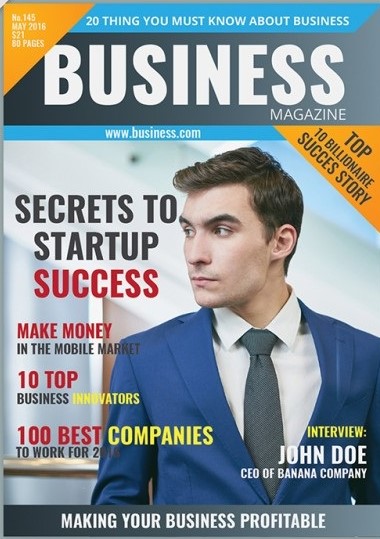 No.145
MAY 2016
$21
80 PAGES
20 THING YOU MUST KNOW ABOUT BUSINESS
BUSINESS
MAGAZINE
www.business.com
TOP
10 BILLIONAIRE
SUCCES STORY
SECRETS TO
STARTUP
SUCCESS
MAKE MONEY
IN THE MOBILE MARKET
10 TOP
BUSINESS INNOVATORS
100 BEST COMPANIES
TO WORK FOR
INTERVIEW:
JOHN DOE
CEO OF BANANA COMPANY
MAKING YOUR BUSINESS PROFITABLE